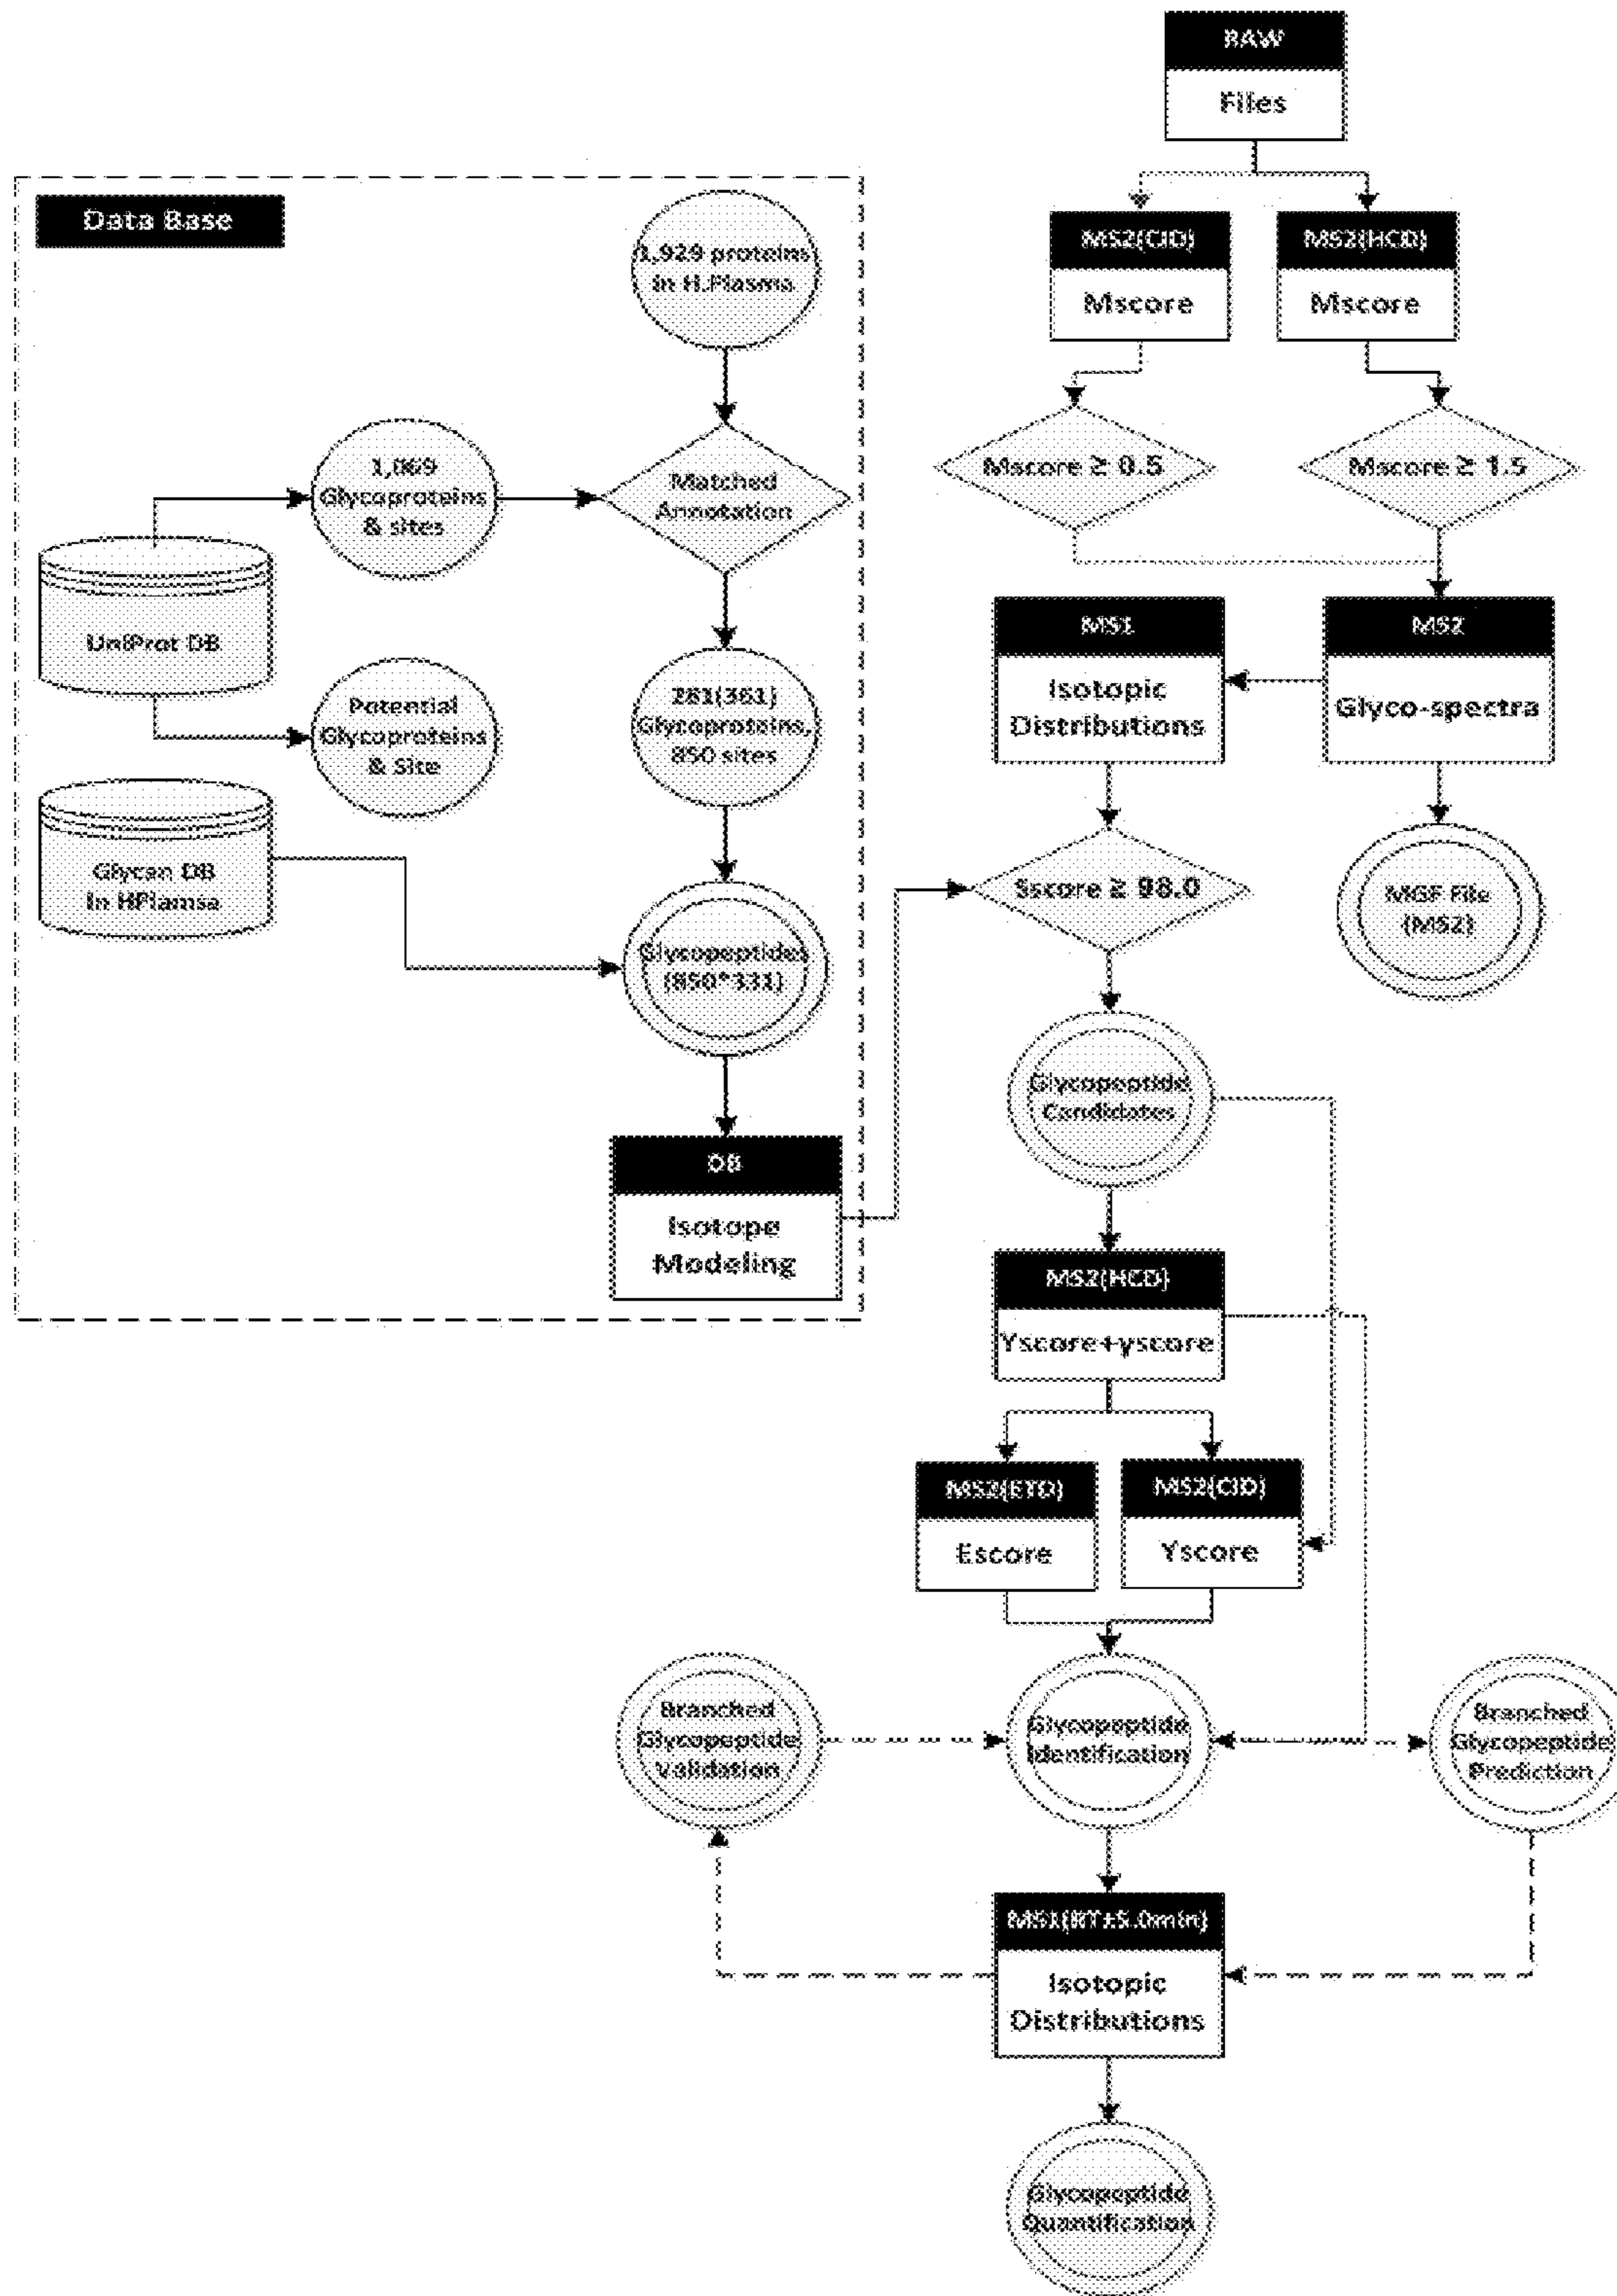 RAW
Files
Data Base
1,929 proteins
in H.Plasma
MS2(CID)
Mscore
MS2(HCD)
Mscore
Mscore ≥ 0.5
Mscore ≥ 1.5
1,069
Glycoproteins
& sites
Matched
Annotation
UniProt DB
MS1
Isotopic
Distributions
MS2
Glyco-spectra
Potential
Glycoproteins
& Site
281(361)
Glycoproteins,
850 sites
Glycan DB
in HPlamsa
Sscore ≥ 98.0
MGF File
(MS2)
Glycopeptides
(850*331)
Glycopeptide
Candidates
DB
Isotope
Modeling
MS2(HCD)
Yscore+yscore
MS2(ETD)
Escore
MS2(CID)
Yscore
Branched
Glycopeptide
Validation
Glycopeptide
Identification
Branched
Glycopeptide
Prediction
MS1(RT±5.0min)
Isotopic
Distributions
Glycopeptide
Quantification